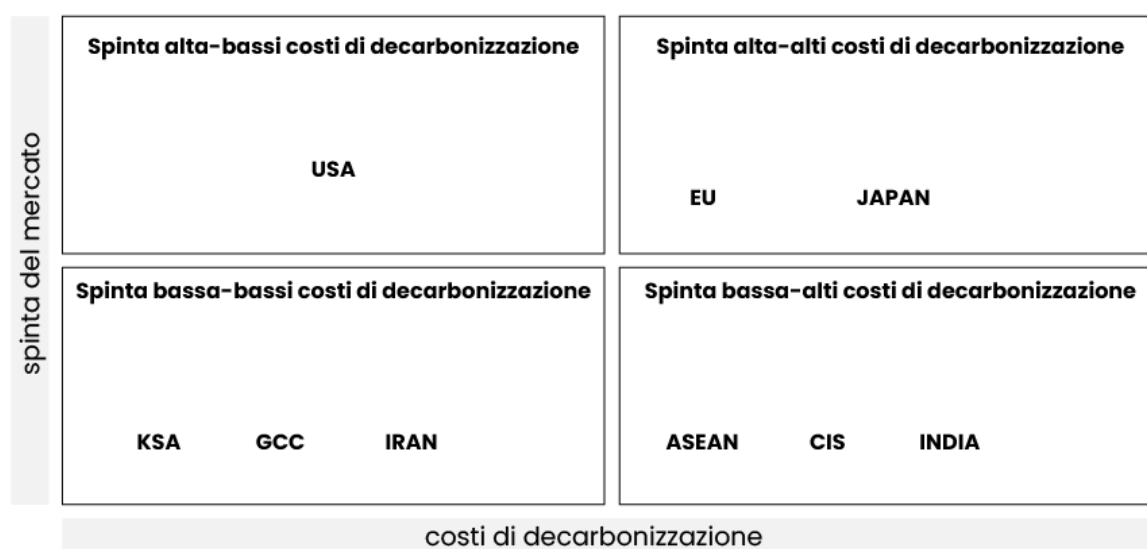 Spinta alta-bassi costi di decarbonizzazione
USA
Spinta alta-alti costi di decarbonizzazione
EU JAPAN
Spinta bassa-bassi costi di decarbonizzazione
KSA GCC IRAN
Spinta bassa-alti costi di decarbonizzazione
ASEAN CIS INDIA
spinta del mercato
costi di decarbonizzazione